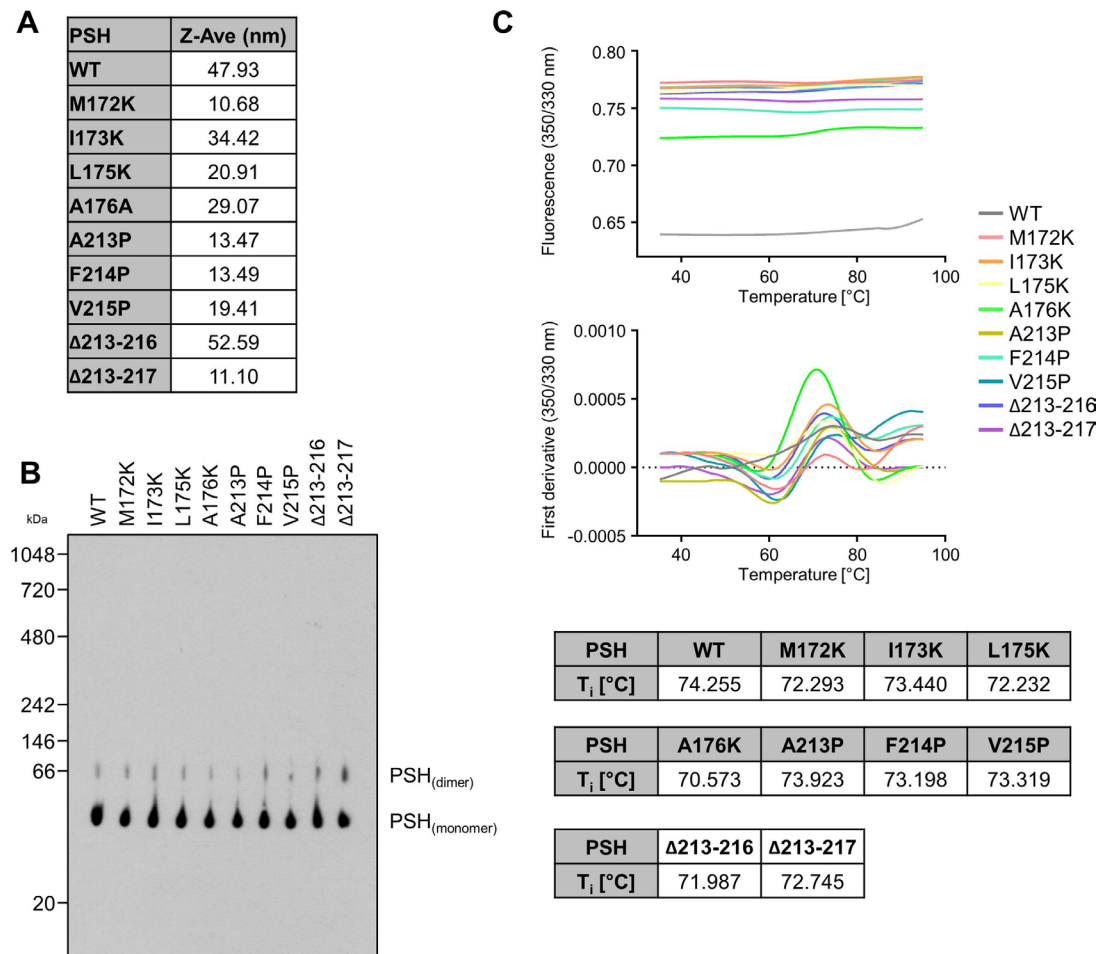 A
PSH Z-Ave (nm)
WT 47.93
M172K 10.68
I173K 34.42
L175K 20.91
A176A 29.07
A213P 13.47
F214P 13.49
V215P 19.41
Δ213-216 52.59
Δ213-217 11.10
B
kDa
WT M172K I173K L175K A176K A213P F214P V215P Δ213-216 Δ213-217
1048
720
480
242
146
66
20
PSH(dimer)
PSH(monomer)
C
Fluorescence (350/330 nm)
0.80
0.75
0.70
0.65
40 60 80 100
Temperature [°C]
First derivative (350/330 nm)
0.0010
0.0005
0.0000
-0.0005
40 60 80 100
Temperature [°C]
WT
M172K
I173K
L175K
A176K
A213P
F214P
V215P
Δ213-216
Δ213-217
PSH WT M172K I173K L175K
Ti [°C] 74.255 72.293 73.440 72.232
PSH A176K A213P F214P V215P
Ti [°C] 70.573 73.923 73.198 73.319
PSH Δ213-216 Δ213-217
Ti [°C] 71.987 72.745